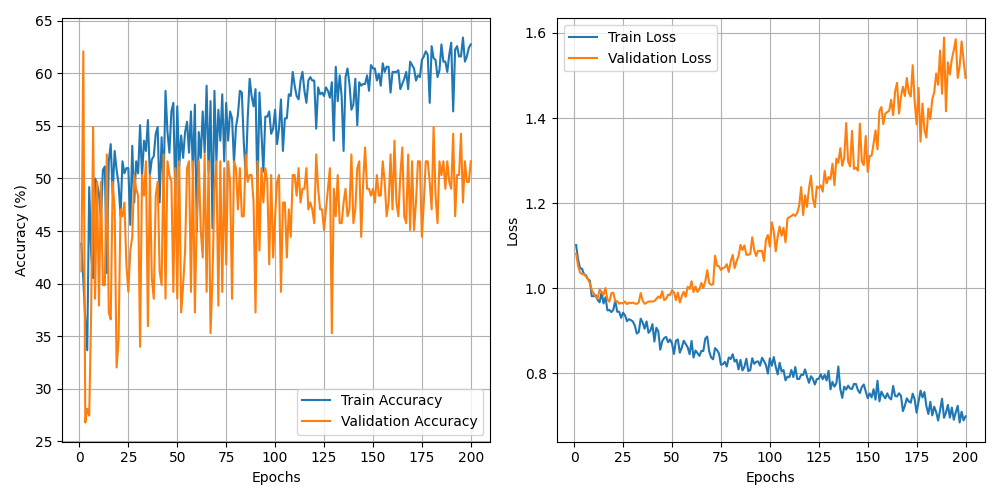 65
60
55
50
45
40
35
30
25
Accuracy (%)
Train Accuracy
Validation Accuracy
0 25 50 75 100 125 150 175 200
Epochs
Train Loss
Validation Loss
1.6
1.4
1.2
1.0
0.8
Loss
0 25 50 75 100 125 150 175 200
Epochs